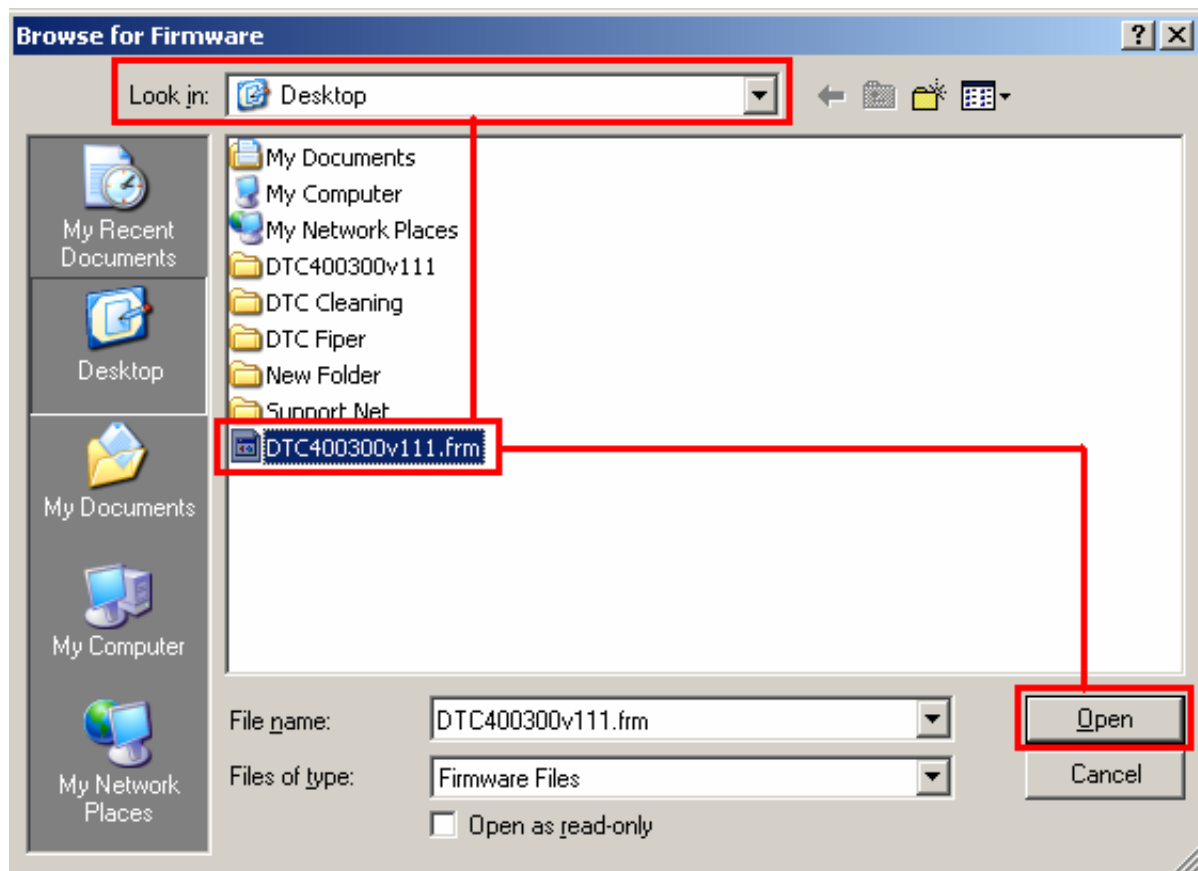 Browse for Firmware
Look in:
Desktop
My Recent
Documents
Desktop
My Documents
My Computer
My Network
Places
My Documents
My Computer
My Network Places
DTC400300v111
DTC Cleaning
DTC Fiper
New Folder
Support Net
DTC400300v111.frm
File name:
DTC400300v111.frm
Open
Files of type:
Firmware Files
Cancel
Open as read-only